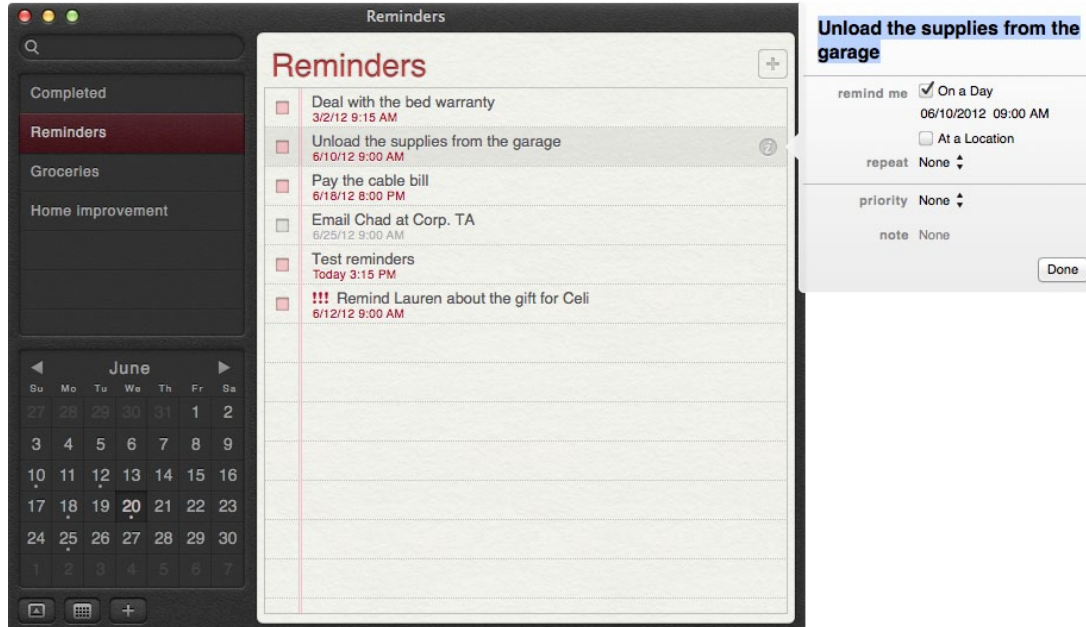 Reminders
Completed
Reminders
Groceries
Home improvement
June
Su Mo Tu We Th Fr Sa
27 28 29 30 31 1 2
3 4 5 6 7 8 9
10 11 12 13 14 15 16
17 18 19 20 21 22 23
24 25 26 27 28 29 30
1 2 3 4 5 6 7
Reminders
Deal with the bed warranty
3/2/12 9:15 AM
Unload the supplies from the garage
6/10/12 9:00 AM
Pay the cable bill
6/18/12 8:00 PM
Email Chad at Corp. TA
6/25/12 9:00 AM
Test reminders
Today 3:15 PM
!!! Remind Lauren about the gift for Celi
6/12/12 9:00 AM
Unload the supplies from the
garage
remind me On a Day
06/10/2012 09:00 AM
At a Location
repeat None
priority None
note None
Done